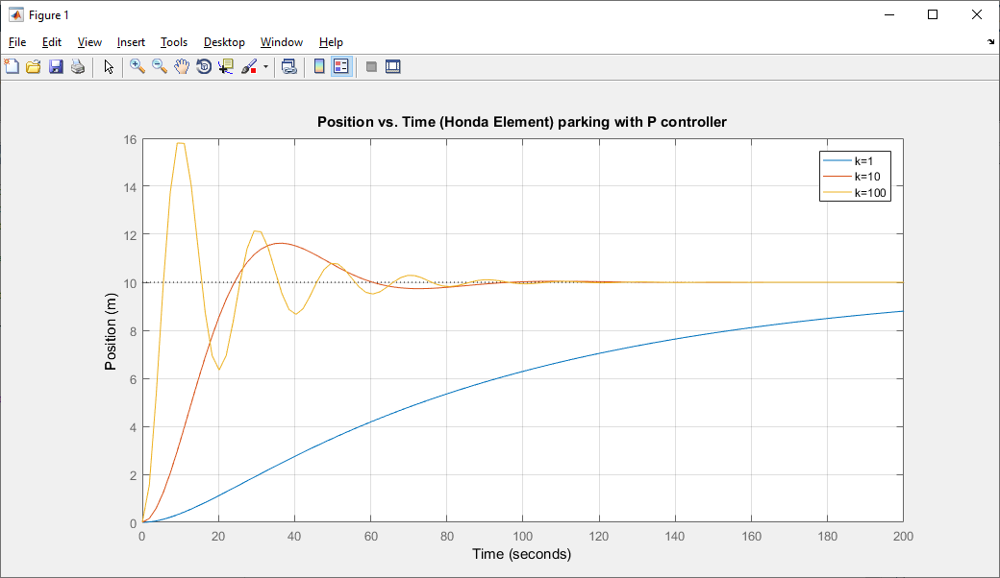 Figure 1
File Edit View Insert Tools Desktop Window Help
Position vs. Time (Honda Element) parking with P controller
k=1
k=10
k=100
16
14
12
10
8
6
4
2
0
Position (m)
0 20 40 60 80 100 120 140 160 180 200
Time (seconds)